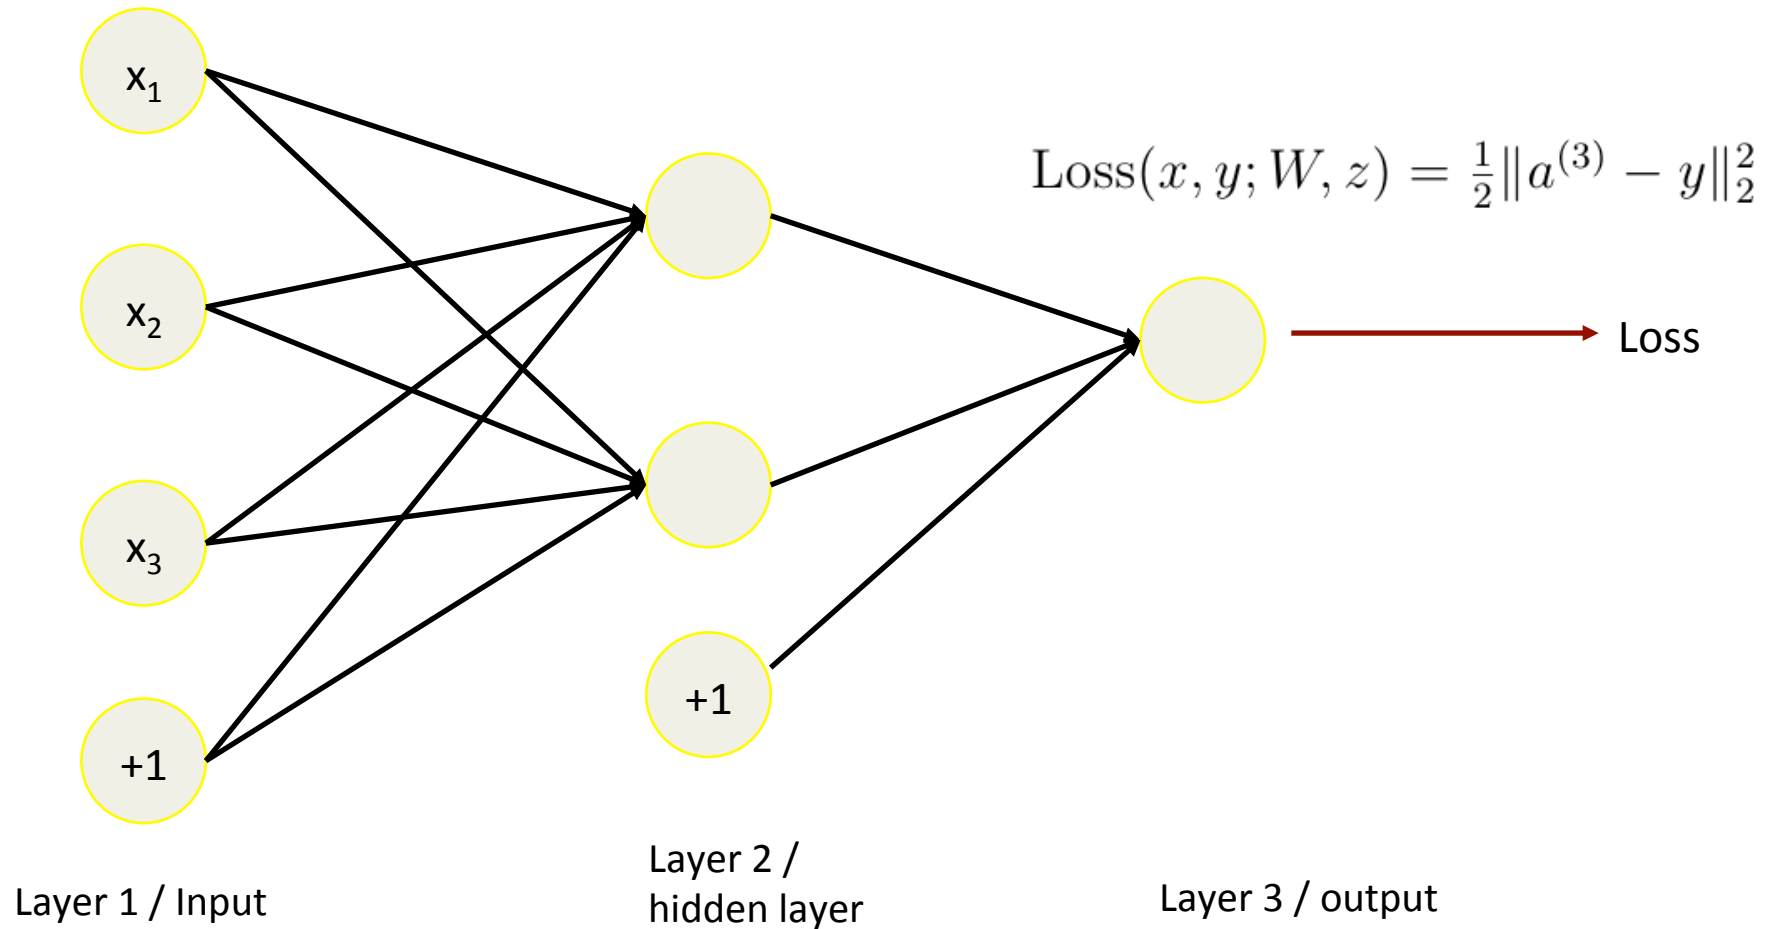 x₁
Loss(x, y; W, z) = ½‖a⁽³⁾ − y‖₂²
x₂
Loss
x₃
+1
+1
Layer 2 /
hidden layer
Layer 1 / Input
Layer 3 / output